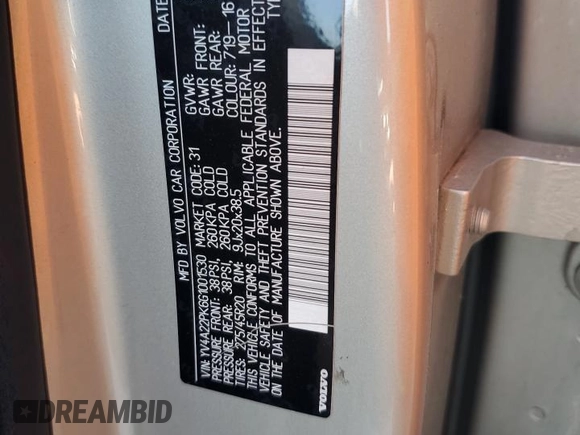 MFD BY VOLVO CAR CORPORATION DATE
GVWR:
GAWR FRONT:
GAWR REAR:
VIN: YV4A22PK6G1001530 MARKET CODE: 31 COLOUR: 719-16
PRESSURE FRONT: 38PSI, 260KPA COLD
PRESSURE REAR: 38PSI, 260KPA COLD
TIRES: 275/45R20 RIM: 9Jx20x38.5 TYP
THIS VEHICLE CONFORMS TO ALL APPLICABLE FEDERAL MOTOR
VEHICLE SAFETY AND THEFT PREVENTION STANDARDS IN EFFECT
ON THE DATE OF MANUFACTURE SHOWN ABOVE.
VOLVO
DREAMBID